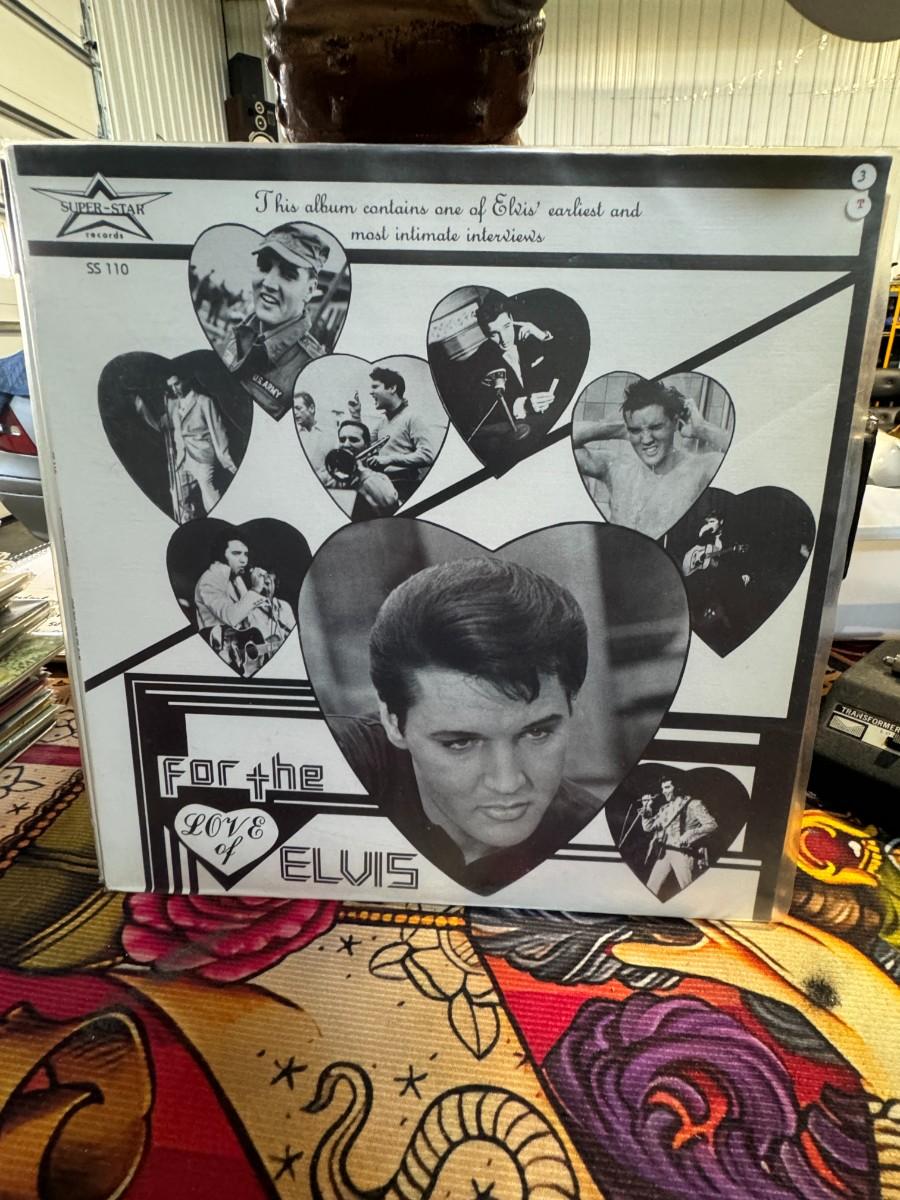 SUPER-STAR
records
This album contains one of Elvis' earliest and
most intimate interviews
3
T
SS 110
U.S. ARMY
for the
LOVE
of
ELVIS
TRANSFORMER